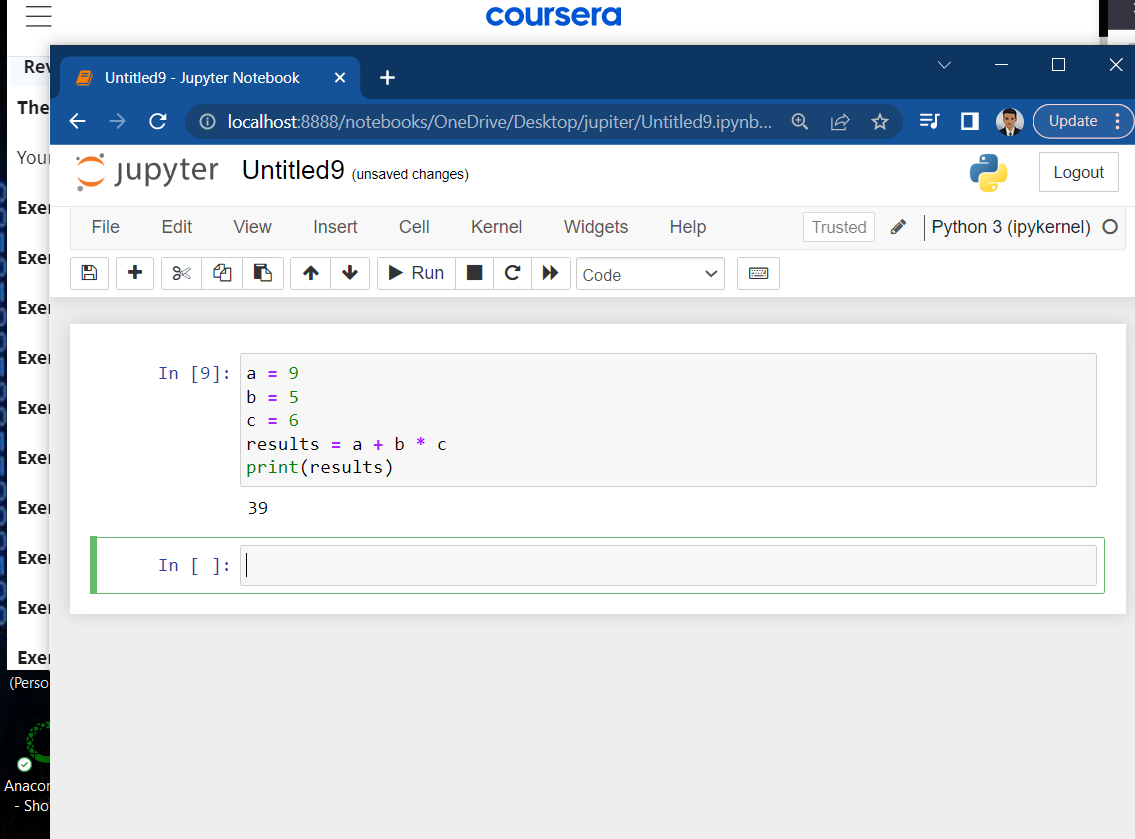 coursera
Untitled9 - Jupyter Notebook
localhost:8888/notebooks/OneDrive/Desktop/jupiter/Untitled9.ipynb...
Update
jupyter Untitled9 (unsaved changes)
Logout
File Edit View Insert Cell Kernel Widgets Help Trusted Python 3 (ipykernel)
Run Code
In [9]: a = 9
b = 5
c = 6
results = a + b * c
print(results)
39
In [ ]:
Rev
The
Your
Exer
Exer
Exer
Exer
Exer
Exer
Exer
Exer
Exer
Exer
(Perso
Anacon
- Sho